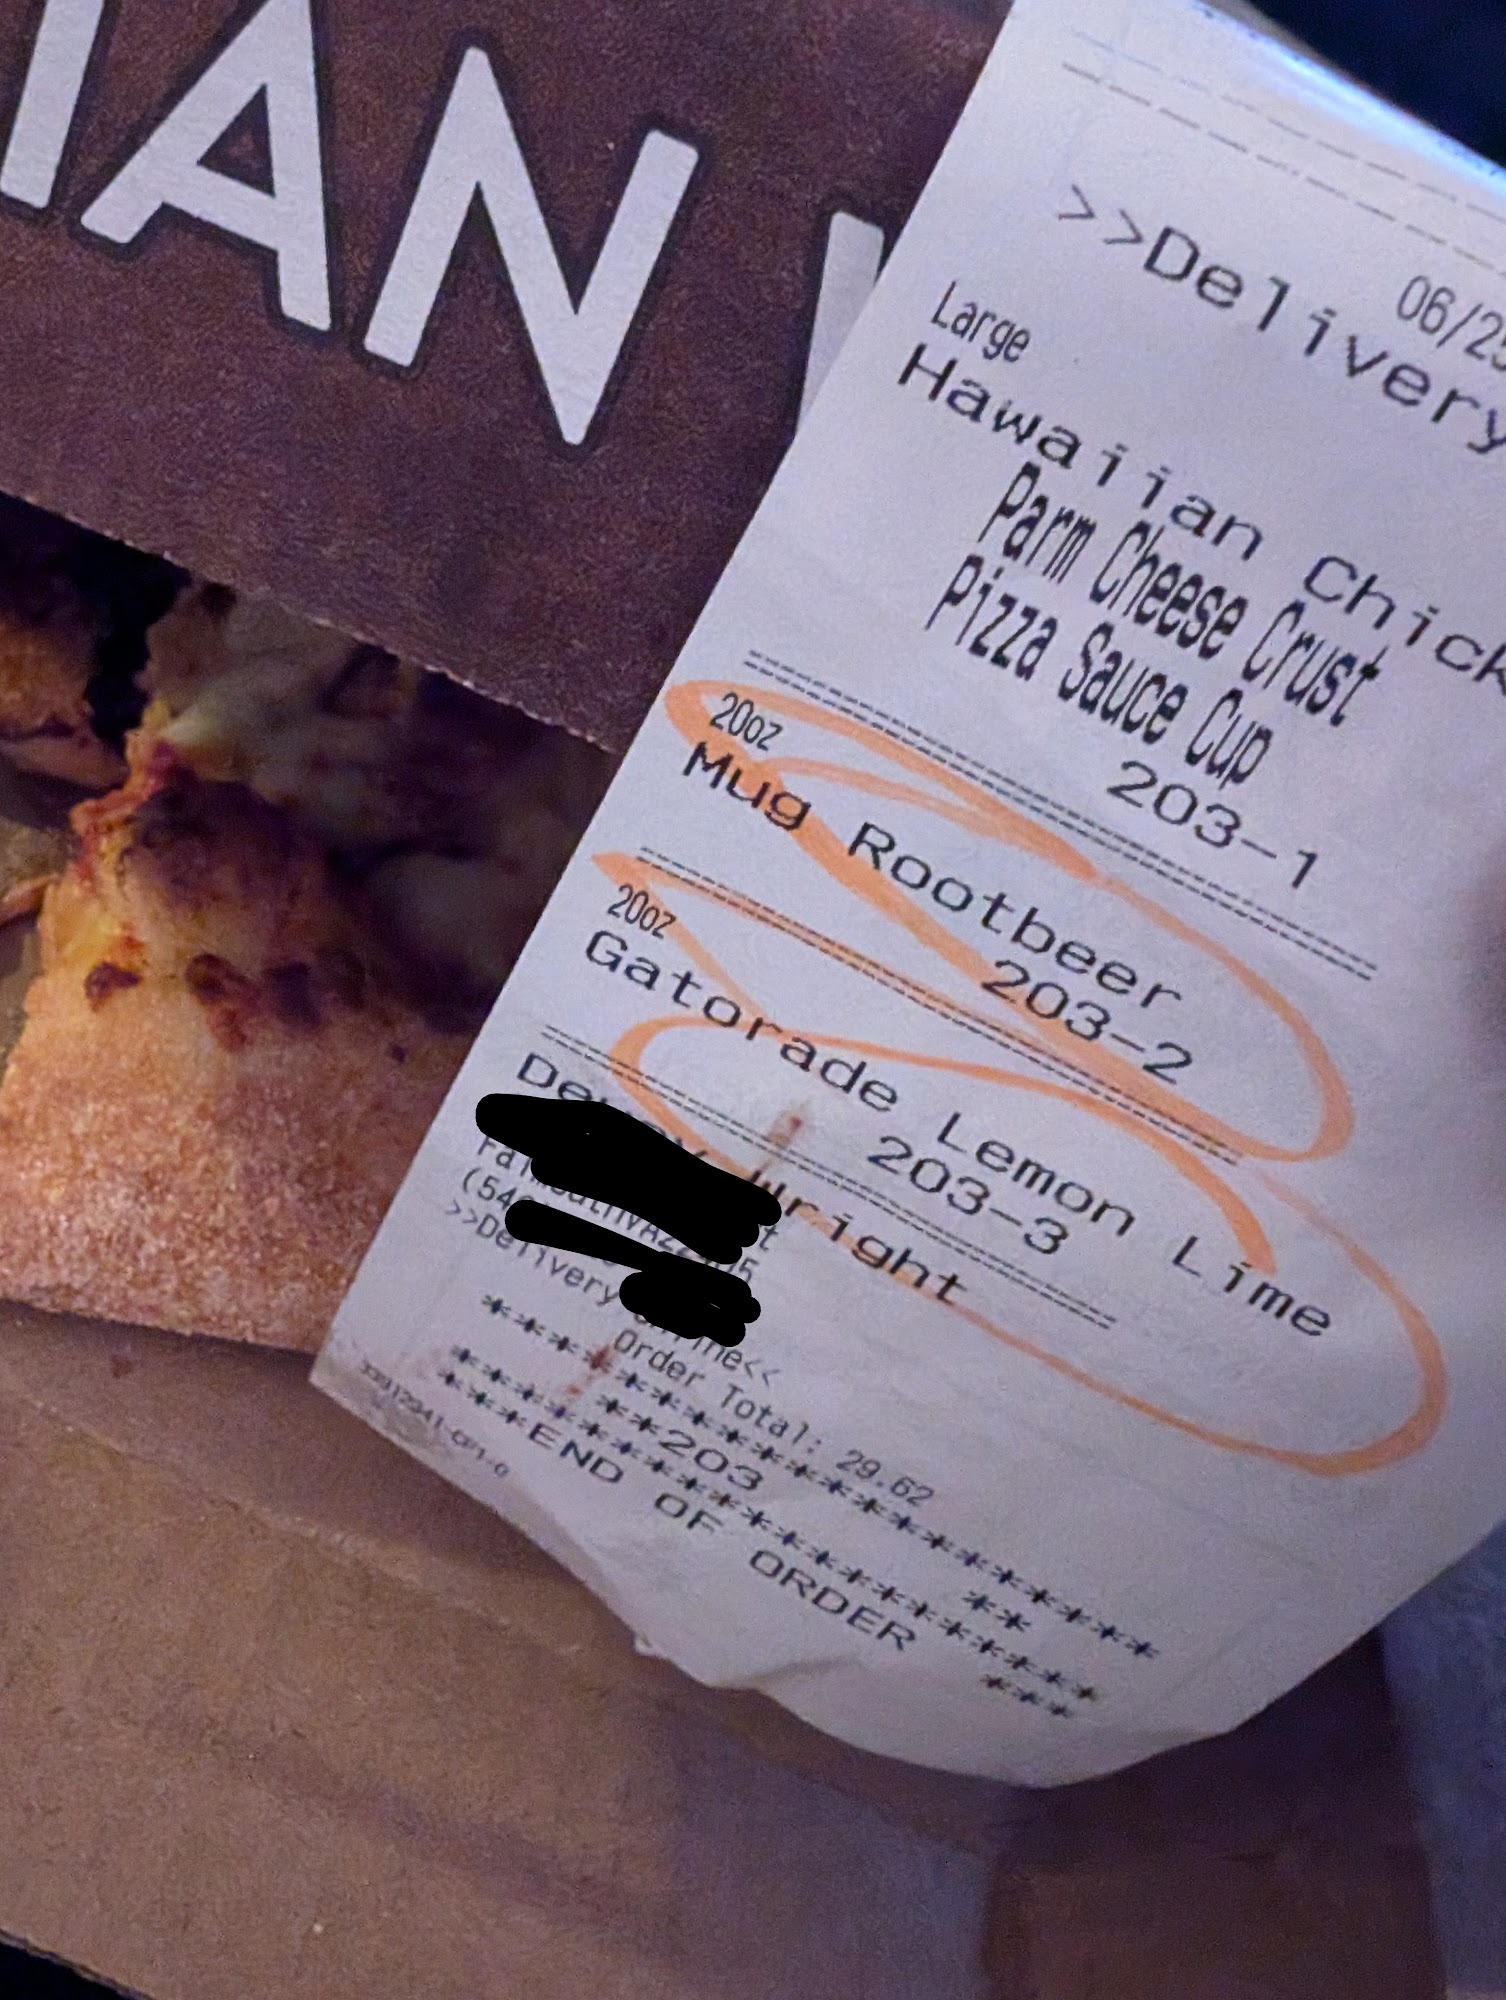 IAN
06/25
>>Delivery
Large
Hawaiian Chick
Parm Cheese Crust
Pizza Sauce Cup
203-1
20oz
Mug Rootbeer
203-2
20oz
Gatorade Lemon Lime
203-3
Wright
>>Delivery
Order Total: 29.62
**203 **
***END OF ORDER ***